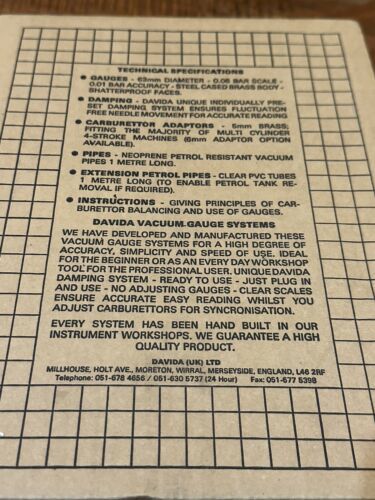 TECHNICAL SPECIFICATIONS
● GAUGES - 63mm DIAMETER - 0.06 BAR SCALE -
0.01 BAR ACCURACY - STEEL CASED BRASS BODY -
SHATTERPROOF FACES.
● DAMPING - DAVIDA UNIQUE INDIVIDUALLY PRE-
SET DAMPING SYSTEM ENSURES FLUCTUATION
FREE NEEDLE MOVEMENT FOR ACCURATE READING
● CARBURETTOR ADAPTORS - 5mm BRASS;
FITTING THE MAJORITY OF MULTI CYLINDER
4-STROKE MACHINES (6mm ADAPTOR OPTION
AVAILABLE).
● PIPES - NEOPRENE PETROL RESISTANT VACUUM
PIPES 1 METRE LONG.
● EXTENSION PETROL PIPES - CLEAR PVC TUBES
1 METRE LONG (TO ENABLE PETROL TANK RE-
MOVAL IF REQUIRED).
● INSTRUCTIONS - GIVING PRINCIPLES OF CAR-
BURETTOR BALANCING AND USE OF GAUGES.
DAVIDA VACUUM GAUGE SYSTEMS
WE HAVE DEVELOPED AND MANUFACTURED THESE
VACUUM GAUGE SYSTEMS FOR A HIGH DEGREE OF
ACCURACY, SIMPLICITY AND SPEED OF USE. IDEAL
FOR THE BEGINNER OR AS AN EVERY DAY WORKSHOP
TOOL FOR THE PROFESSIONAL USER. UNIQUE DAVIDA
DAMPING SYSTEM - READY TO USE - JUST PLUG IN
AND USE - NO ADJUSTING GAUGES - CLEAR SCALES
ENSURE ACCURATE EASY READING WHILST YOU
ADJUST CARBURETTORS FOR SYNCRONISATION.
EVERY SYSTEM HAS BEEN HAND BUILT IN OUR
INSTRUMENT WORKSHOPS. WE GUARANTEE A HIGH
QUALITY PRODUCT.
DAVIDA (UK) LTD
MILLHOUSE, HOLT AVE., MORETON, WIRRAL, MERSEYSIDE, ENGLAND, L46 2RF
Telephone: 051-678 4656 / 051-630 5737 (24 Hour) Fax: 051-677 5398